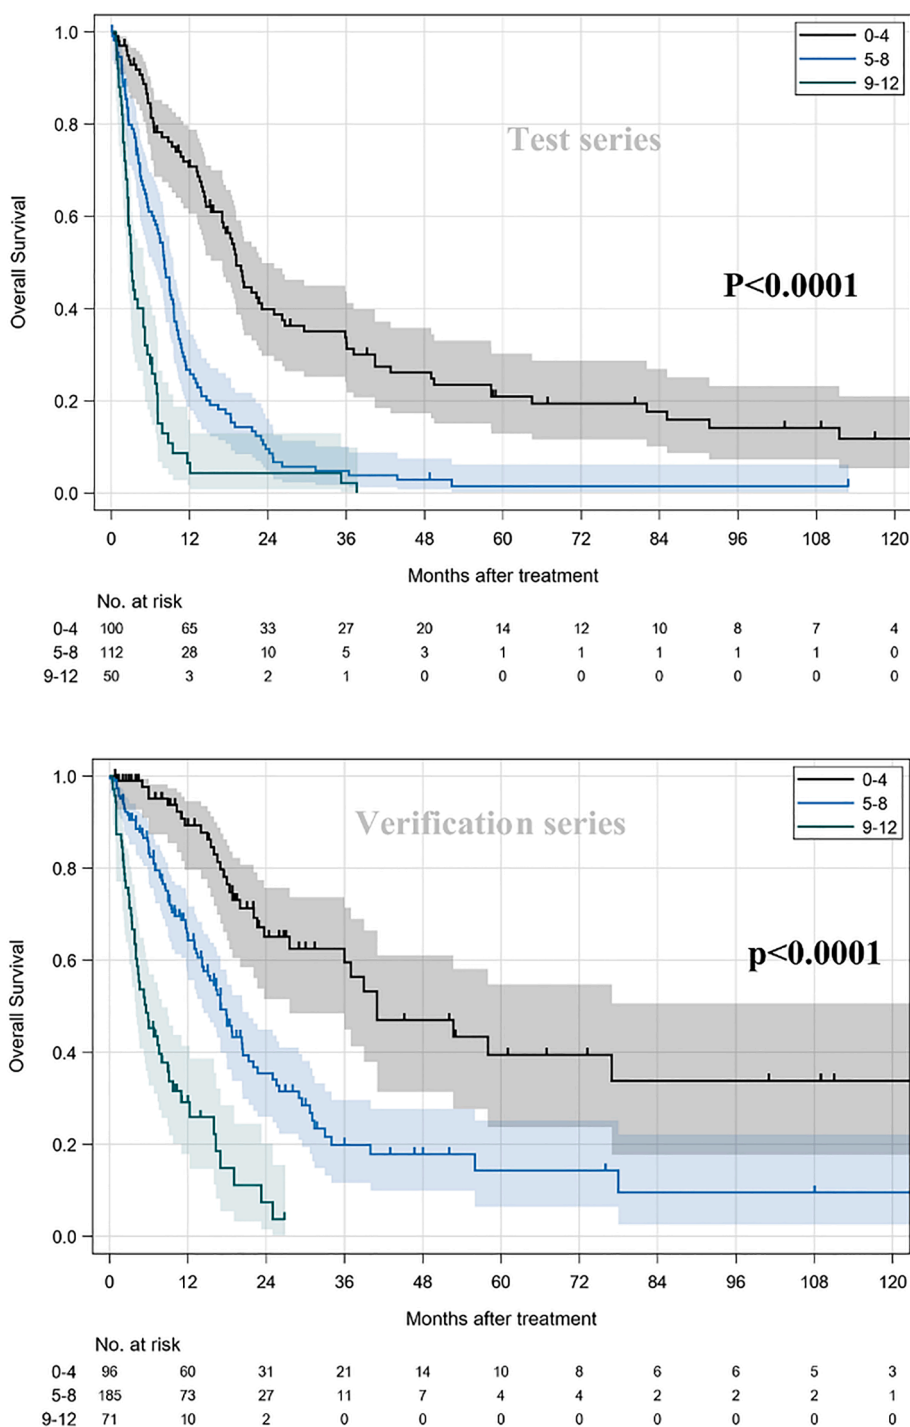 1.0
0.8
0.6
0.4
0.2
0.0
Overall Survival
0-4
5-8
9-12
Test series
P<0.0001
0 12 24 36 48 60 72 84 96 108 120
Months after treatment
No. at risk
0-4 100 65 33 27 20 14 12 10 8 7 4
5-8 112 28 10 5 3 1 1 1 1 1 0
9-12 50 3 2 1 0 0 0 0 0 0 0
1.0
0.8
0.6
0.4
0.2
0.0
Overall Survival
0-4
5-8
9-12
Verification series
p<0.0001
0 12 24 36 48 60 72 84 96 108 120
Months after treatment
No. at risk
0-4 96 60 31 21 14 10 8 6 6 5 3
5-8 185 73 27 11 7 4 4 2 2 2 1
9-12 71 10 2 0 0 0 0 0 0 0 0